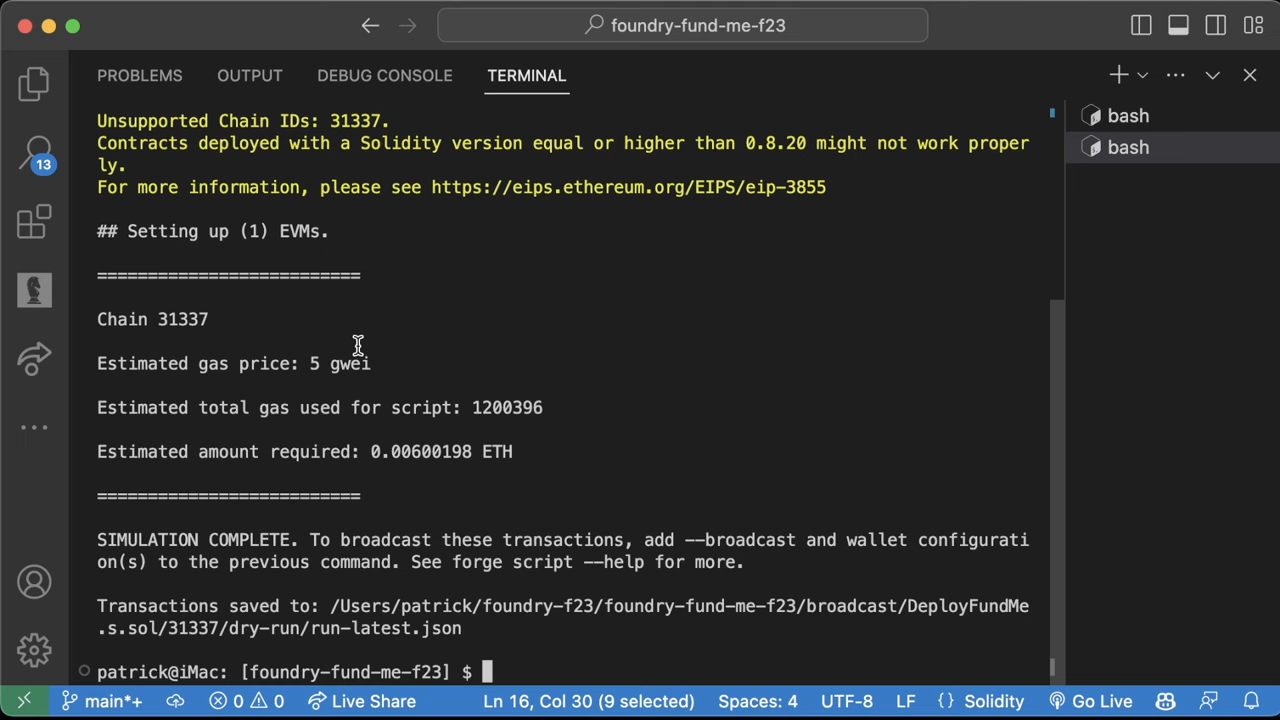 foundry-fund-me-f23
PROBLEMS OUTPUT DEBUG CONSOLE TERMINAL
Unsupported Chain IDs: 31337.
Contracts deployed with a Solidity version equal or higher than 0.8.20 might not work proper
ly.
For more information, please see https://eips.ethereum.org/EIPS/eip-3855
## Setting up (1) EVMs.
==========================
Chain 31337
Estimated gas price: 5 gwei
Estimated total gas used for script: 1200396
Estimated amount required: 0.00600198 ETH
==========================
SIMULATION COMPLETE. To broadcast these transactions, add --broadcast and wallet configurati
on(s) to the previous command. See forge script --help for more.
Transactions saved to: /Users/patrick/foundry-f23/foundry-fund-me-f23/broadcast/DeployFundMe
.s.sol/31337/dry-run/run-latest.json
patrick@iMac: [foundry-fund-me-f23] $
bash
bash
13
main*+ 0 0 Live Share Ln 16, Col 30 (9 selected) Spaces: 4 UTF-8 LF {} Solidity Go Live